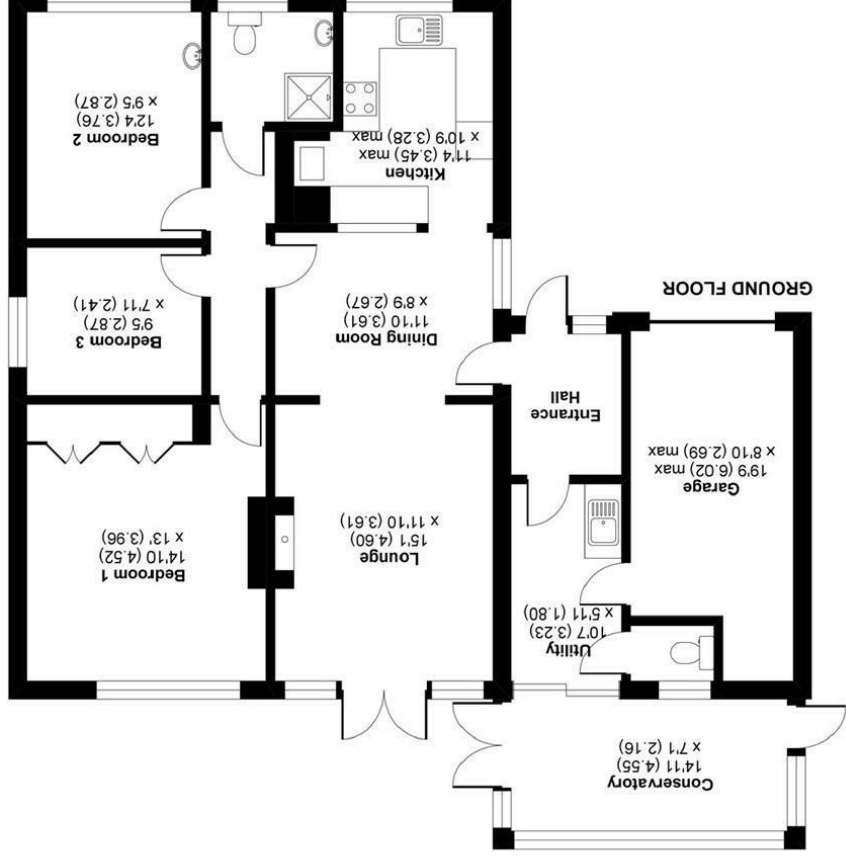 Conservatory
14'11 (4.55)
x 7'1 (2.16)
Utility
10'7 (3.23)
x 5'11 (1.80)
Bedroom 1
14'10 (4.52)
x 13' (3.96)
Lounge
15'1 (4.60)
x 11'10 (3.61)
Garage
19'9 (6.02) max
x 8'10 (2.69) max
Entrance
Hall
Bedroom 3
9'5 (2.87)
x 7'11 (2.41)
Dining Room
11'10 (3.61)
x 8'9 (2.67)
GROUND FLOOR
Kitchen
11'4 (3.45) max
x 10'9 (3.28) max
Bedroom 2
12'4 (3.76)
x 9'5 (2.87)